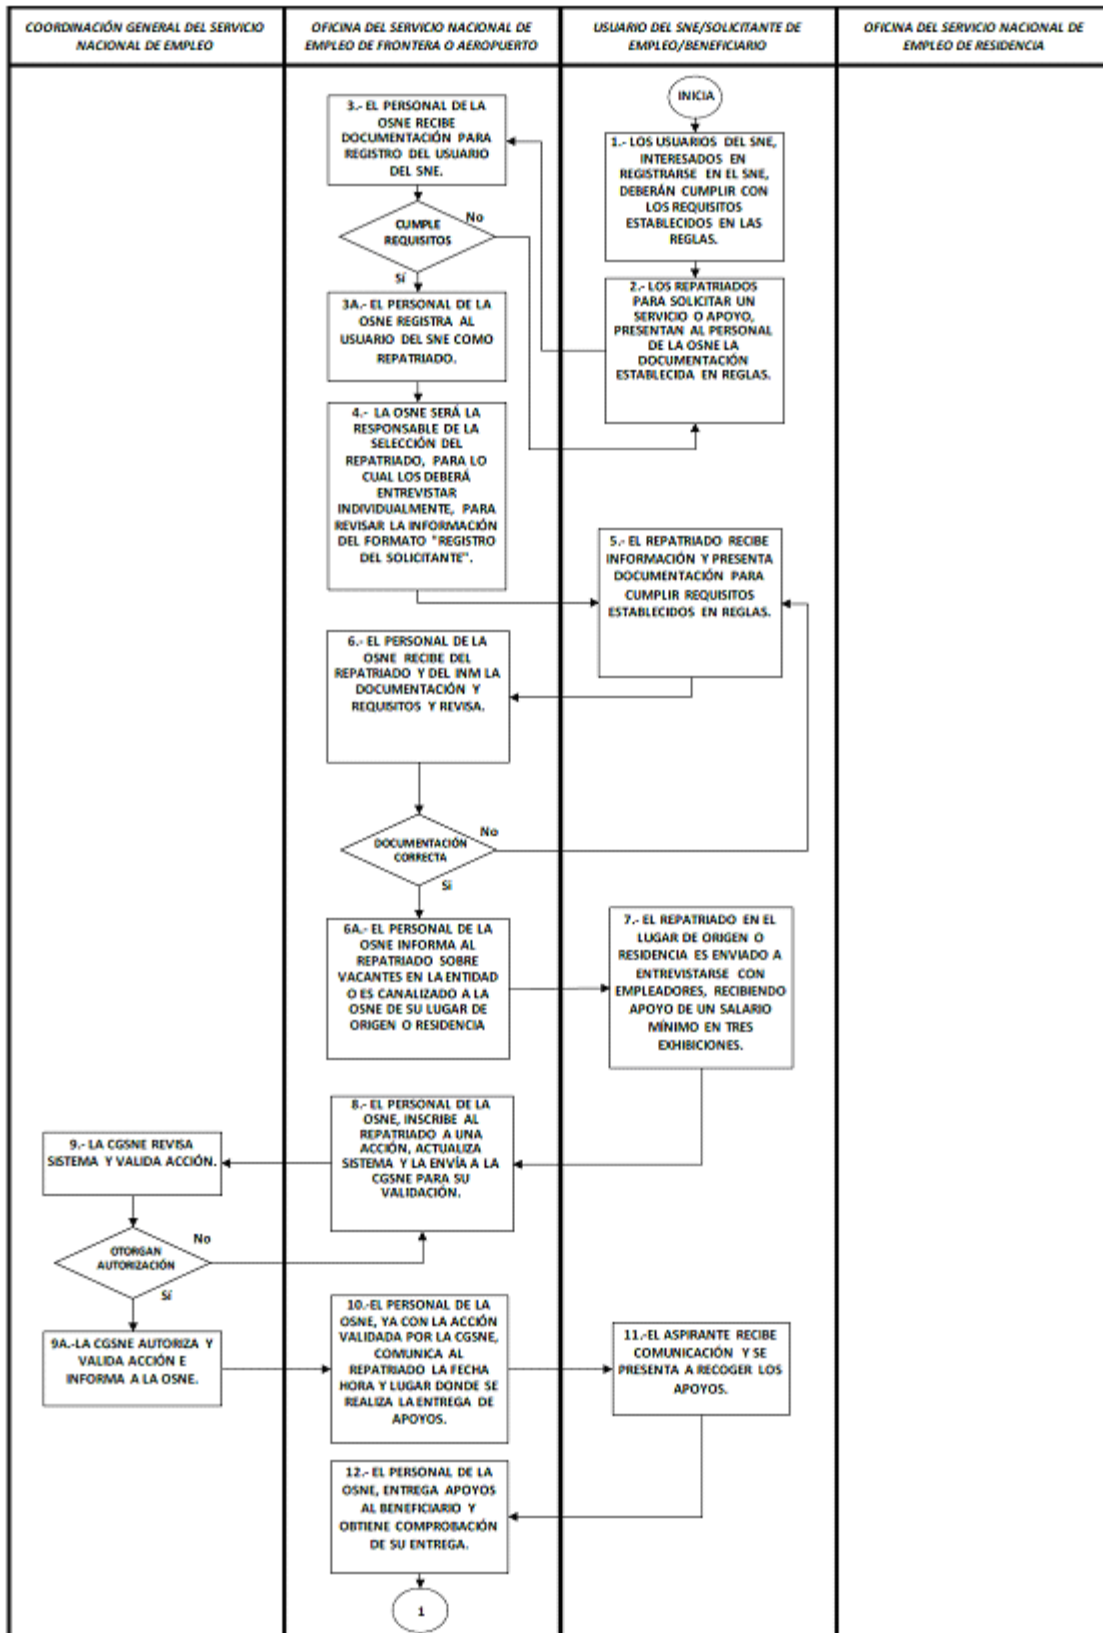 COORDINACIÓN GENERAL DEL SERVICIO
NACIONAL DE EMPLEO
OFICINA DEL SERVICIO NACIONAL DE
EMPLEO DE FRONTERA O AEROPUERTO
USUARIO DEL SNE/SOLICITANTE DE
EMPLEO/BENEFICIARIO
OFICINA DEL SERVICIO NACIONAL DE
EMPLEO DE RESIDENCIA
INICIA
1.- LOS USUARIOS DEL SNE,
INTERESADOS EN
REGISTRARSE EN EL SNE,
DEBERÁN CUMPLIR CON
LOS REQUISITOS
ESTABLECIDOS EN LAS
REGLAS.
2.- LOS REPATRIADOS
PARA SOLICITAR UN
SERVICIO O APOYO,
PRESENTAN AL PERSONAL
DE LA OSNE LA
DOCUMENTACIÓN
ESTABLECIDA EN REGLAS.
3.- EL PERSONAL DE LA
OSNE RECIBE
DOCUMENTACIÓN PARA
REGISTRO DEL USUARIO
DEL SNE.
CUMPLE
REQUISITOS
No
Sí
3A.- EL PERSONAL DE LA
OSNE REGISTRA AL
USUARIO DEL SNE COMO
REPATRIADO.
4.- LA OSNE SERÁ LA
RESPONSABLE DE LA
SELECCIÓN DEL
REPATRIADO, PARA LO
CUAL LOS DEBERÁ
ENTREVISTAR
INDIVIDUALMENTE, PARA
REVISAR LA INFORMACIÓN
DEL FORMATO "REGISTRO
DEL SOLICITANTE".
5.- EL REPATRIADO RECIBE
INFORMACIÓN Y PRESENTA
DOCUMENTACIÓN PARA
CUMPLIR REQUISITOS
ESTABLECIDOS EN REGLAS.
6.- EL PERSONAL DE LA
OSNE RECIBE DEL
REPATRIADO Y DEL INM LA
DOCUMENTACIÓN Y
REQUISITOS Y REVISA.
DOCUMENTACIÓN
CORRECTA
No
Sí
6A.- EL PERSONAL DE LA
OSNE INFORMA AL
REPATRIADO SOBRE
VACANTES EN LA ENTIDAD
O ES CANALIZADO A LA
OSNE DE SU LUGAR DE
ORIGEN O RESIDENCIA
7.- EL REPATRIADO EN EL
LUGAR DE ORIGEN O
RESIDENCIA ES ENVIADO A
ENTREVISTARSE CON
EMPLEADORES, RECIBIENDO
APOYO DE UN SALARIO
MÍNIMO EN TRES
EXHIBICIONES.
8.- EL PERSONAL DE LA
OSNE, INSCRIBE AL
REPATRIADO A UNA
ACCIÓN, ACTUALIZA
SISTEMA Y LA ENVÍA A LA
CGSNE PARA SU
VALIDACIÓN.
9.- LA CGSNE REVISA
SISTEMA Y VALIDA ACCIÓN.
OTORGAN
AUTORIZACIÓN
No
Sí
9A.-LA CGSNE AUTORIZA Y
VALIDA ACCIÓN E
INFORMA A LA OSNE.
10.-EL PERSONAL DE LA
OSNE, YA CON LA ACCIÓN
VALIDADA POR LA CGSNE,
COMUNICA AL
REPATRIADO LA FECHA
HORA Y LUGAR DONDE SE
REALIZA LA ENTREGA DE
APOYOS.
11.-EL ASPIRANTE RECIBE
COMUNICACIÓN Y SE
PRESENTA A RECOGER LOS
APOYOS.
12.- EL PERSONAL DE LA
OSNE, ENTREGA APOYOS
AL BENEFICIARIO Y
OBTIENE COMPROBACIÓN
DE SU ENTREGA.
1